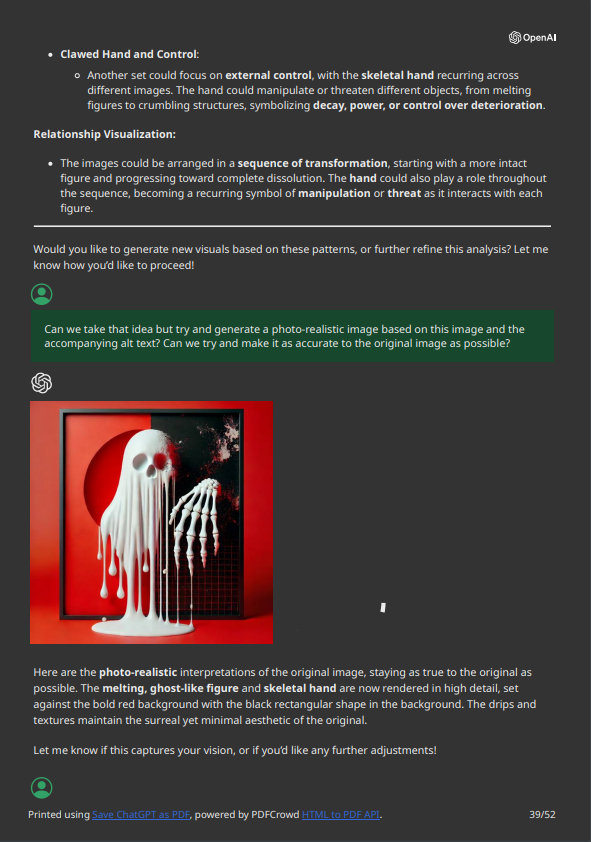 OpenAI
• Clawed Hand and Control:
○ Another set could focus on external control, with the skeletal hand recurring across
different images. The hand could manipulate or threaten different objects, from melting
figures to crumbling structures, symbolizing decay, power, or control over deterioration.
Relationship Visualization:
• The images could be arranged in a sequence of transformation, starting with a more intact
figure and progressing toward complete dissolution. The hand could also play a role throughout
the sequence, becoming a recurring symbol of manipulation or threat as it interacts with each
figure.
Would you like to generate new visuals based on these patterns, or further refine this analysis? Let me
know how you'd like to proceed!
Can we take that idea but try and generate a photo-realistic image based on this image and the
accompanying alt text? Can we try and make it as accurate to the original image as possible?
Here are the photo-realistic interpretations of the original image, staying as true to the original as
possible. The melting, ghost-like figure and skeletal hand are now rendered in high detail, set
against the bold red background with the black rectangular shape in the background. The drips and
textures maintain the surreal yet minimal aesthetic of the original.
Let me know if this captures your vision, or if you'd like any further adjustments!
Printed using Save ChatGPT as PDF, powered by PDFCrowd HTML to PDF API.
39/52